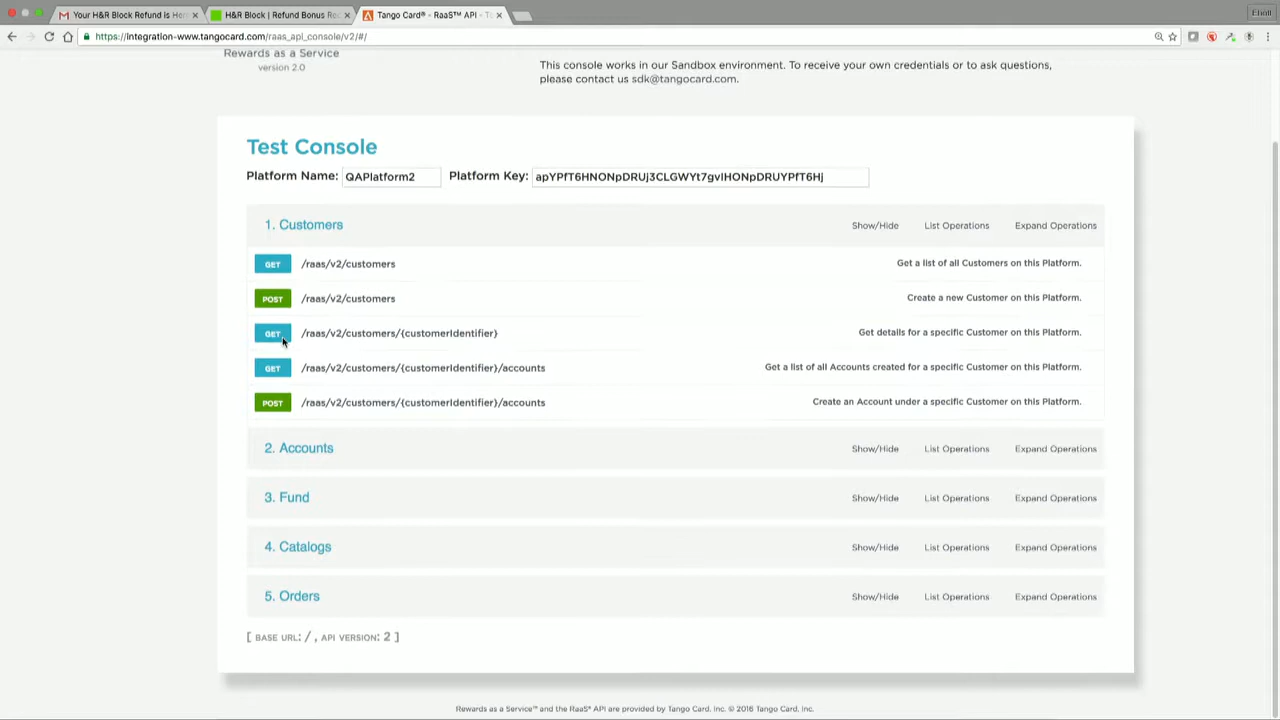 Your H&R Block Refund is Her
H&R Block | Refund Bonus Re
Tango Card® - RaaS™ API - T
Eholl
https://integration-www.tangocard.com/raas_api_console/v2/#/
Rewards as a Service
version 2.0
This console works in our Sandbox environment. To receive your own credentials or to ask questions,
please contact us sdk@tangocard.com.
Test Console
Platform Name: QAPlatform2 Platform Key: apYPfT6HNONpDRUj3CLGWYt7gvIHONpDRUYPfT6Hj
1. Customers Show/Hide List Operations Expand Operations
GET /raas/v2/customers Get a list of all Customers on this Platform.
POST /raas/v2/customers Create a new Customer on this Platform.
GET /raas/v2/customers/{customerIdentifier} Get details for a specific Customer on this Platform.
GET /raas/v2/customers/{customerIdentifier}/accounts Get a list of all Accounts created for a specific Customer on this Platform.
POST /raas/v2/customers/{customerIdentifier}/accounts Create an Account under a specific Customer on this Platform.
2. Accounts Show/Hide List Operations Expand Operations
3. Fund Show/Hide List Operations Expand Operations
4. Catalogs Show/Hide List Operations Expand Operations
5. Orders Show/Hide List Operations Expand Operations
[ BASE URL: / , API VERSION: 2 ]
Rewards as a Service™ and the RaaS® API are provided by Tango Card, Inc. © 2016 Tango Card, Inc.